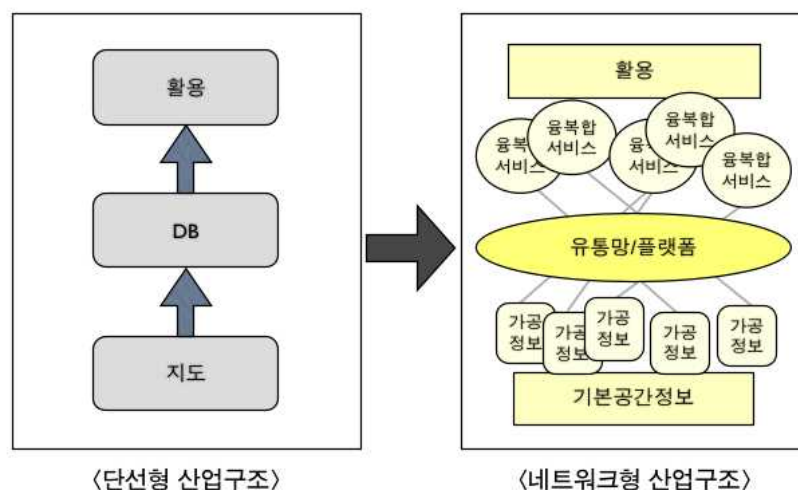 활용
DB
지도
〈단선형 산업구조〉
활용
융복
서비스
융복합
서비스
융복
서비스
융복합
서비스
융복합
서비스
유통망/플랫폼
가공
정보
가공
정보
가공
정보
가공
정보
가공
정보
기본공간정보
〈네트워크형 산업구조〉